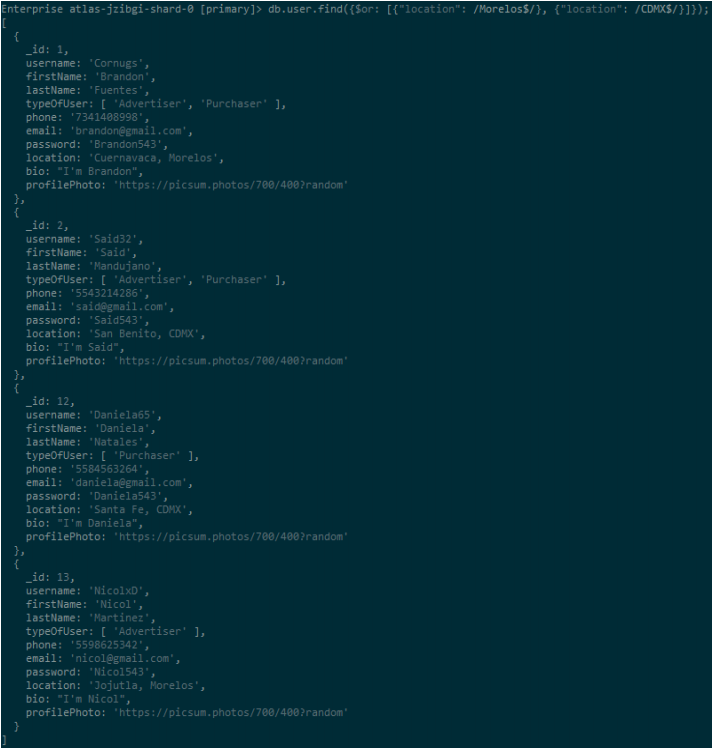 Enterprise atlas-jzibgi-shard-0 [primary]> db.user.find({$or: [{"location": /Morelos$/}, {"location": /CDMX$/}]});
[
  {
    _id: 1,
    username: 'Cornugs',
    firstName: 'Brandon',
    lastName: 'Fuentes',
    typeOfUser: [ 'Advertiser', 'Purchaser' ],
    phone: '7341408998',
    email: 'brandon@gmail.com',
    password: 'Brandon543',
    location: 'Cuernavaca, Morelos',
    bio: "I'm Brandon",
    profilePhoto: 'https://picsum.photos/700/400?random'
  },
  {
    _id: 2,
    username: 'Said32',
    firstName: 'Said',
    lastName: 'Mandujano',
    typeOfUser: [ 'Advertiser', 'Purchaser' ],
    phone: '5543214286',
    email: 'said@gmail.com',
    password: 'Said543',
    location: 'San Benito, CDMX',
    bio: "I'm Said",
    profilePhoto: 'https://picsum.photos/700/400?random'
  },
  {
    _id: 12,
    username: 'Daniela65',
    firstName: 'Daniela',
    lastName: 'Natales',
    typeOfUser: [ 'Purchaser' ],
    phone: '5584563264',
    email: 'daniela@gmail.com',
    password: 'Daniela543',
    location: 'Santa Fe, CDMX',
    bio: "I'm Daniela",
    profilePhoto: 'https://picsum.photos/700/400?random'
  },
  {
    _id: 13,
    username: 'NicolxD',
    firstName: 'Nicol',
    lastName: 'Martinez',
    typeOfUser: [ 'Advertiser' ],
    phone: '5598625342',
    email: 'nicol@gmail.com',
    password: 'Nicol543',
    location: 'Jojutla, Morelos',
    bio: "I'm Nicol",
    profilePhoto: 'https://picsum.photos/700/400?random'
  }
]